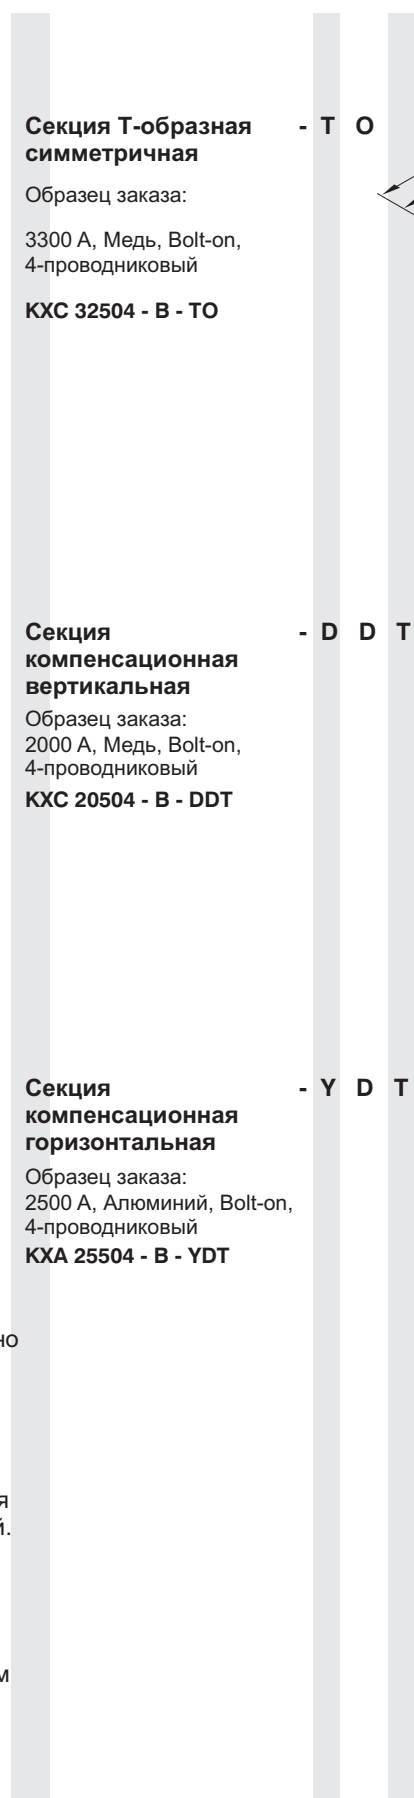 Секция Т-образная - T O
симметричная
Образец заказа:
3300 А, Медь, Bolt-on,
4-проводниковый
KXC 32504 - B - TO
Секция - D D T
компенсационная
вертикальная
Образец заказа:
2000 А, Медь, Bolt-on,
4-проводниковый
KXC 20504 - B - DDT
Секция - Y D T
компенсационная
горизонтальная
Образец заказа:
2500 А, Алюминий, Bolt-on,
4-проводниковый
KXA 25504 - B - YDT
но
я
й.
м